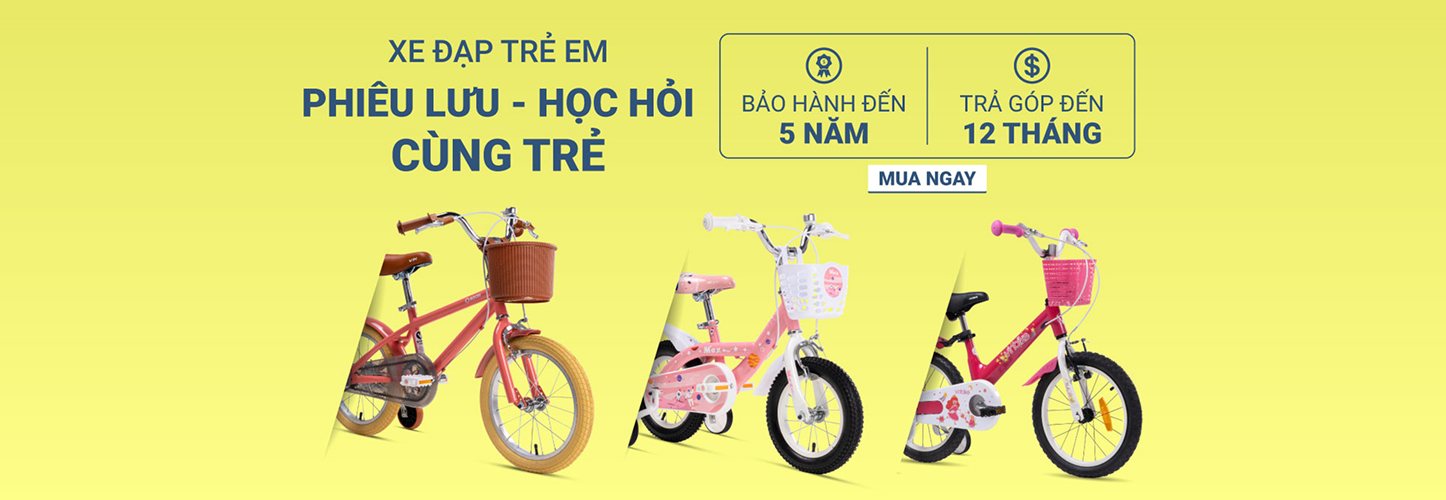 XE ĐẠP TRẺ EM
PHIÊU LƯU - HỌC HỎI
CÙNG TRẺ
BẢO HÀNH ĐẾN
5 NĂM
TRẢ GÓP ĐẾN
12 THÁNG
MUA NGAY